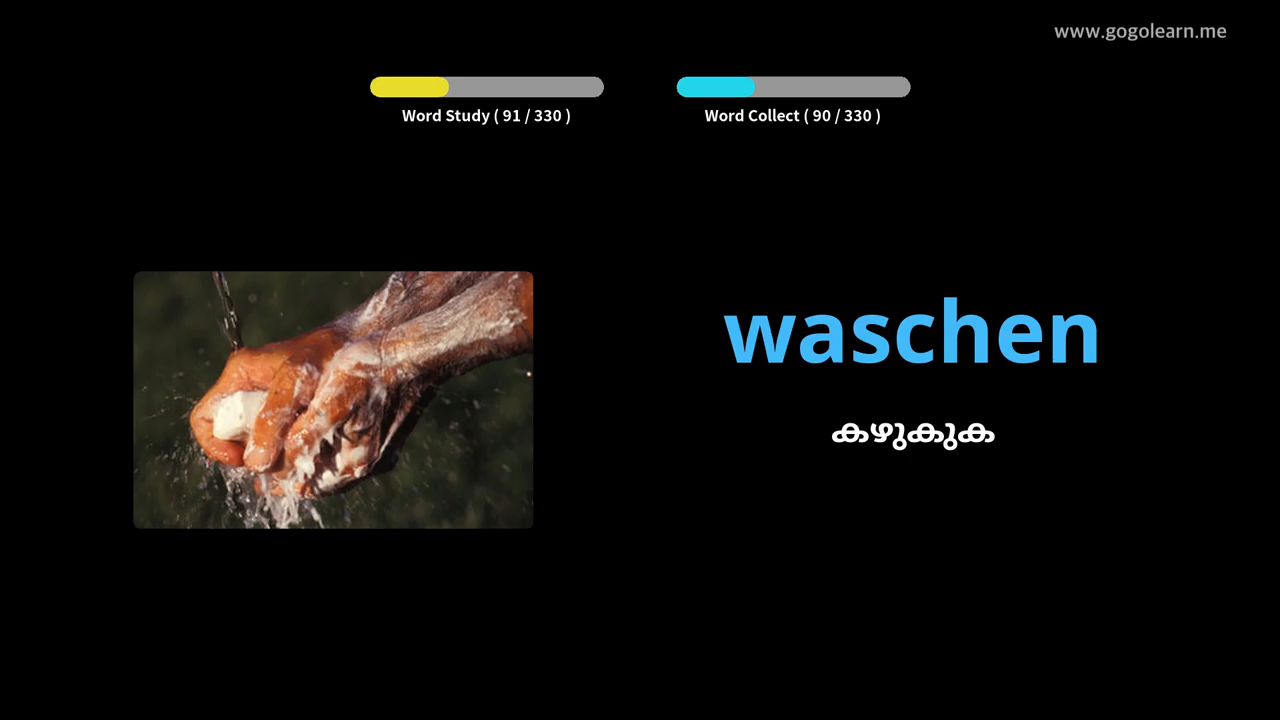 www.gogolearn.me
Word Study ( 91 / 330 )
Word Collect ( 90 / 330 )
waschen
കഴുകുക